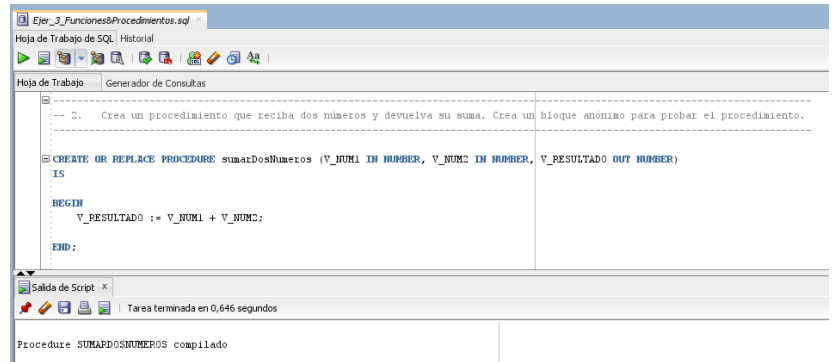 Ejer_3_Funciones&Procedimientos.sql
Hoja de Trabajo de SQL Historial
Hoja de Trabajo Generador de Consultas
-- 2. Crea un procedimiento que reciba dos números y devuelva su suma. Crea un bloque anónimo para probar el procedimiento.
CREATE OR REPLACE PROCEDURE sumarDosNumeros (V_NUM1 IN NUMBER, V_NUM2 IN NUMBER, V_RESULTADO OUT NUMBER)
IS
BEGIN
V_RESULTADO := V_NUM1 + V_NUM2;
END;
Salida de Script x
Tarea terminada en 0,646 segundos
Procedure SUMARDOSNUMEROS compilado